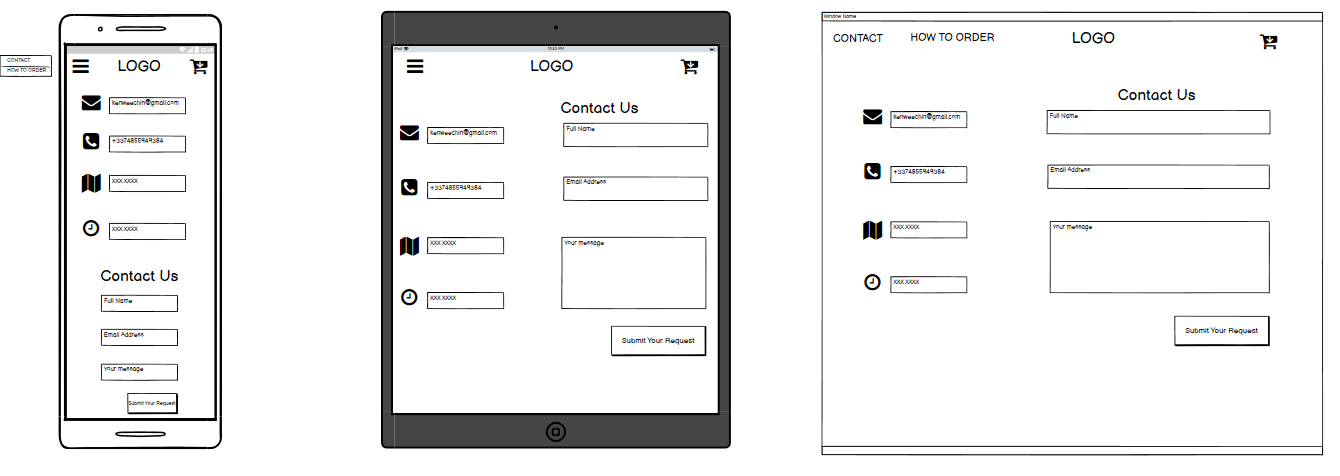 CONTACT
HOW TO ORDER
LOGO
kenweechin@gmail.com
+3374855949384
XXX XXXX
XXX XXXX
Contact Us
Full Name
Email Address
Your message
Submit Your Request
iPad
11:43 PM
LOGO
Contact Us
kenweechin@gmail.com
Full Name
+3374855949384
Email Address
XXX XXXX
Your message
XXX XXXX
Submit Your Request
Window Name
CONTACT
HOW TO ORDER
LOGO
Contact Us
kenweechin@gmail.com
Full Name
+3374855949384
Email Address
XXX XXXX
Your message
XXX XXXX
Submit Your Request